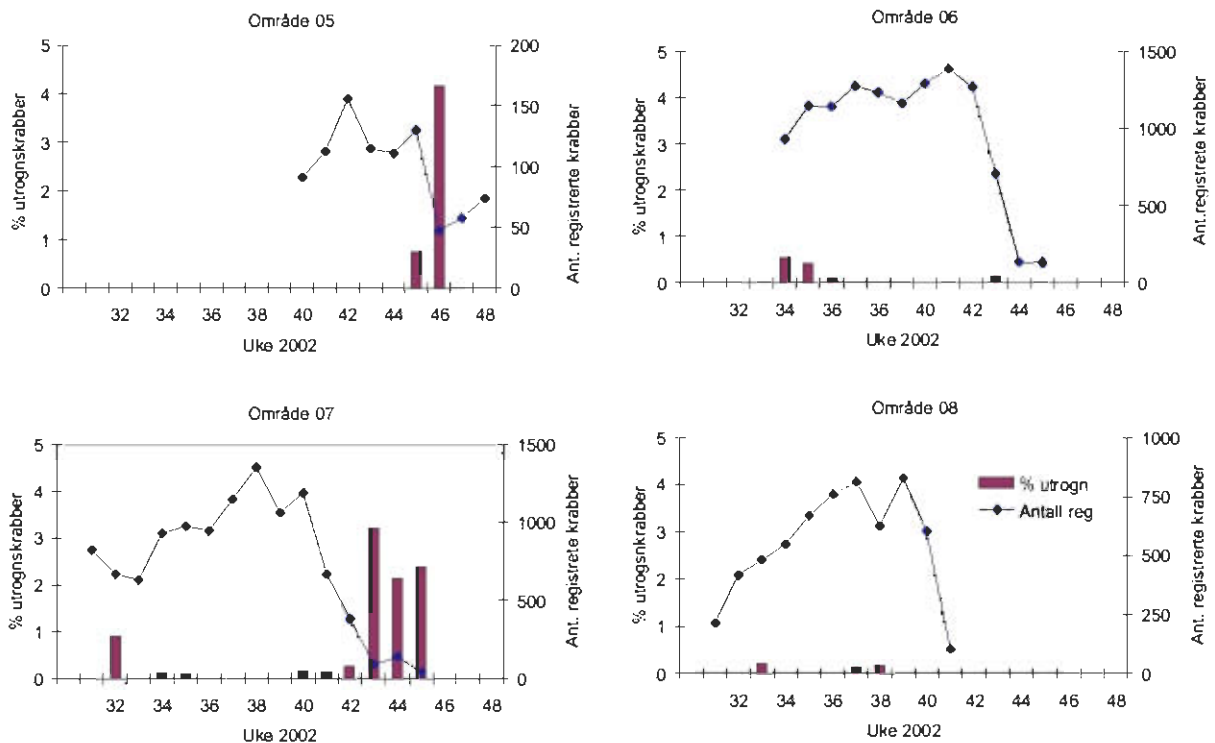 Område 05
% utrognskrabber
5
4
3
2
1
0
200
150
100
50
0
Ant. registrerte krabber
32 34 36 38 40 42 44 46 48
Uke 2002
Område 06
% utrognskrabber
5
4
3
2
1
0
1500
1000
500
0
Ant.registrete krabber
32 34 36 38 40 42 44 46 48
Uke 2002
Område 07
% utrognskrabber
5
4
3
2
1
0
1500
1000
500
0
Ant. registrete krabber
32 34 36 38 40 42 44 46 48
Uke 2002
Område 08
% utrogsnskrabber
5
4
3
2
1
0
1000
750
500
250
0
Ant. registrete krabber
% utrogn
Antall reg
32 34 36 38 40 42 44 46 48
Uke 2002